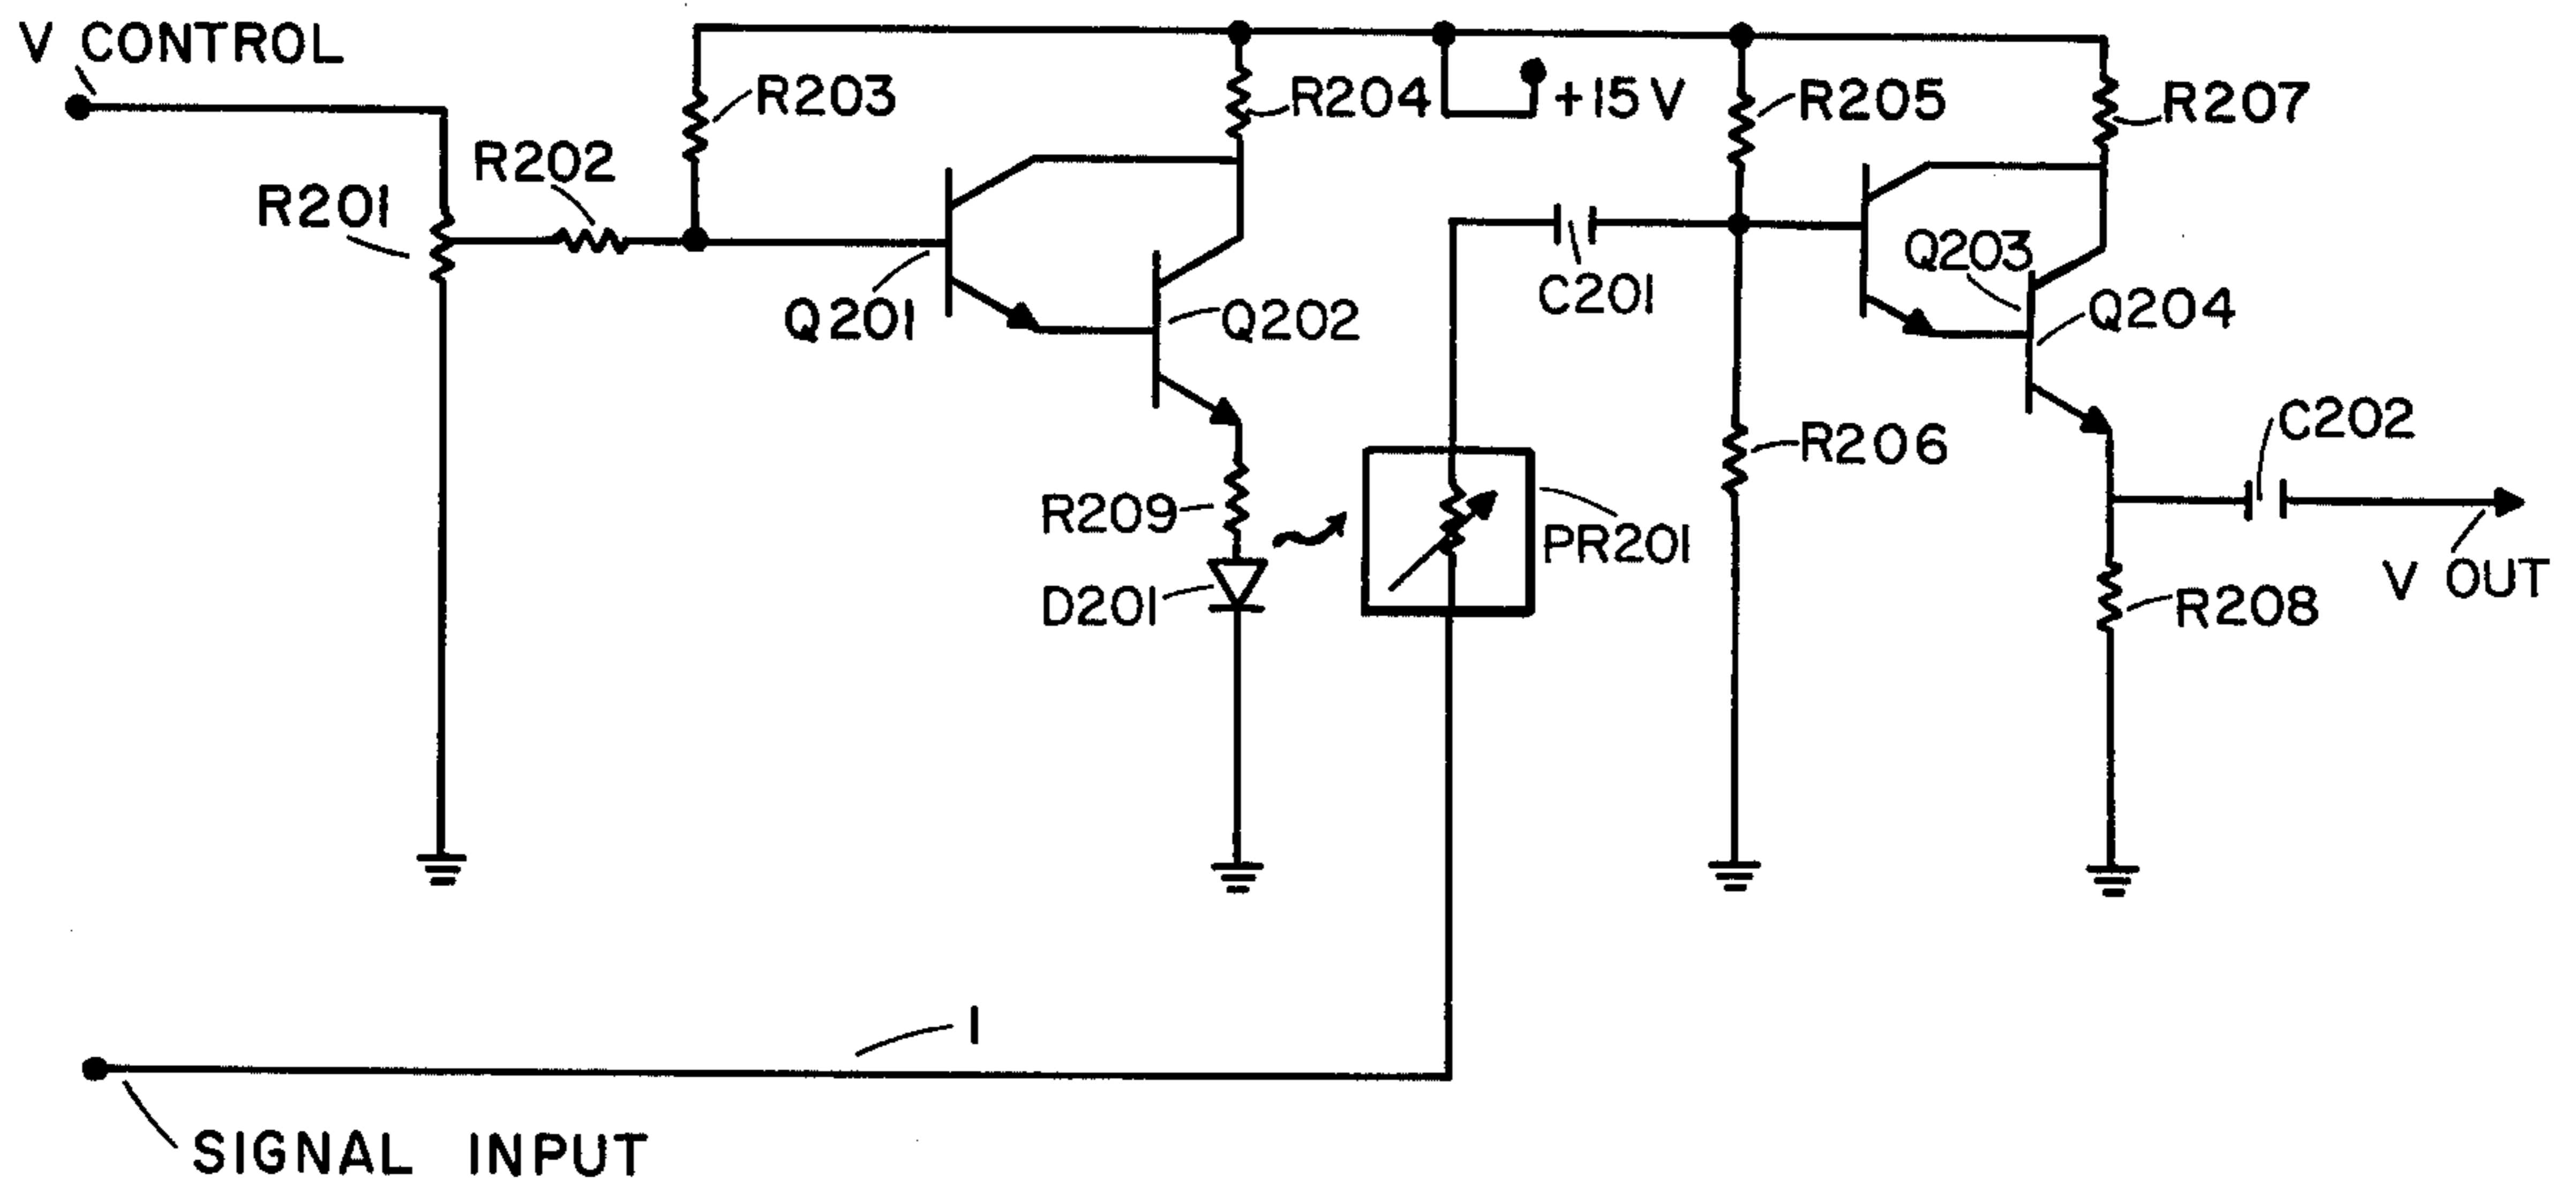 V CONTROL
R203
R204
+15V
R205
R207
R202
R201
Q201
Q202
C201
Q203
Q204
R206
C202
R209
PR201
D201
V OUT
R208
1
SIGNAL INPUT